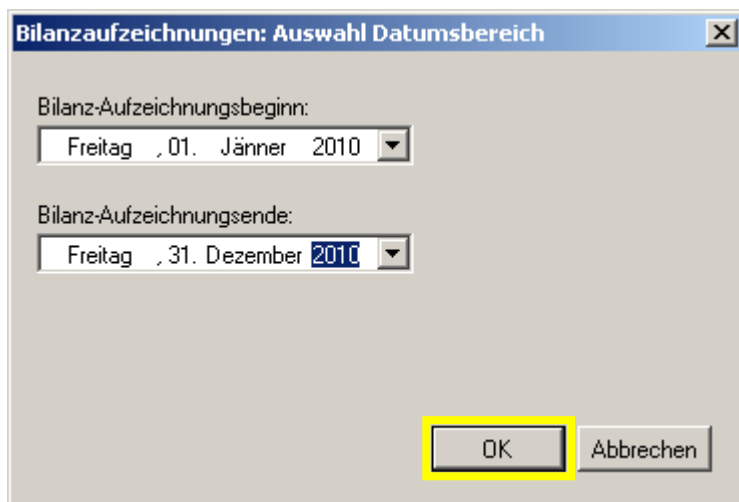 Bilanzaufzeichnungen: Auswahl Datumsbereich
Bilanz-Aufzeichnungsbeginn:
Freitag , 01. Jänner 2010
Bilanz-Aufzeichnungsende:
Freitag , 31. Dezember 2010
OK Abbrechen